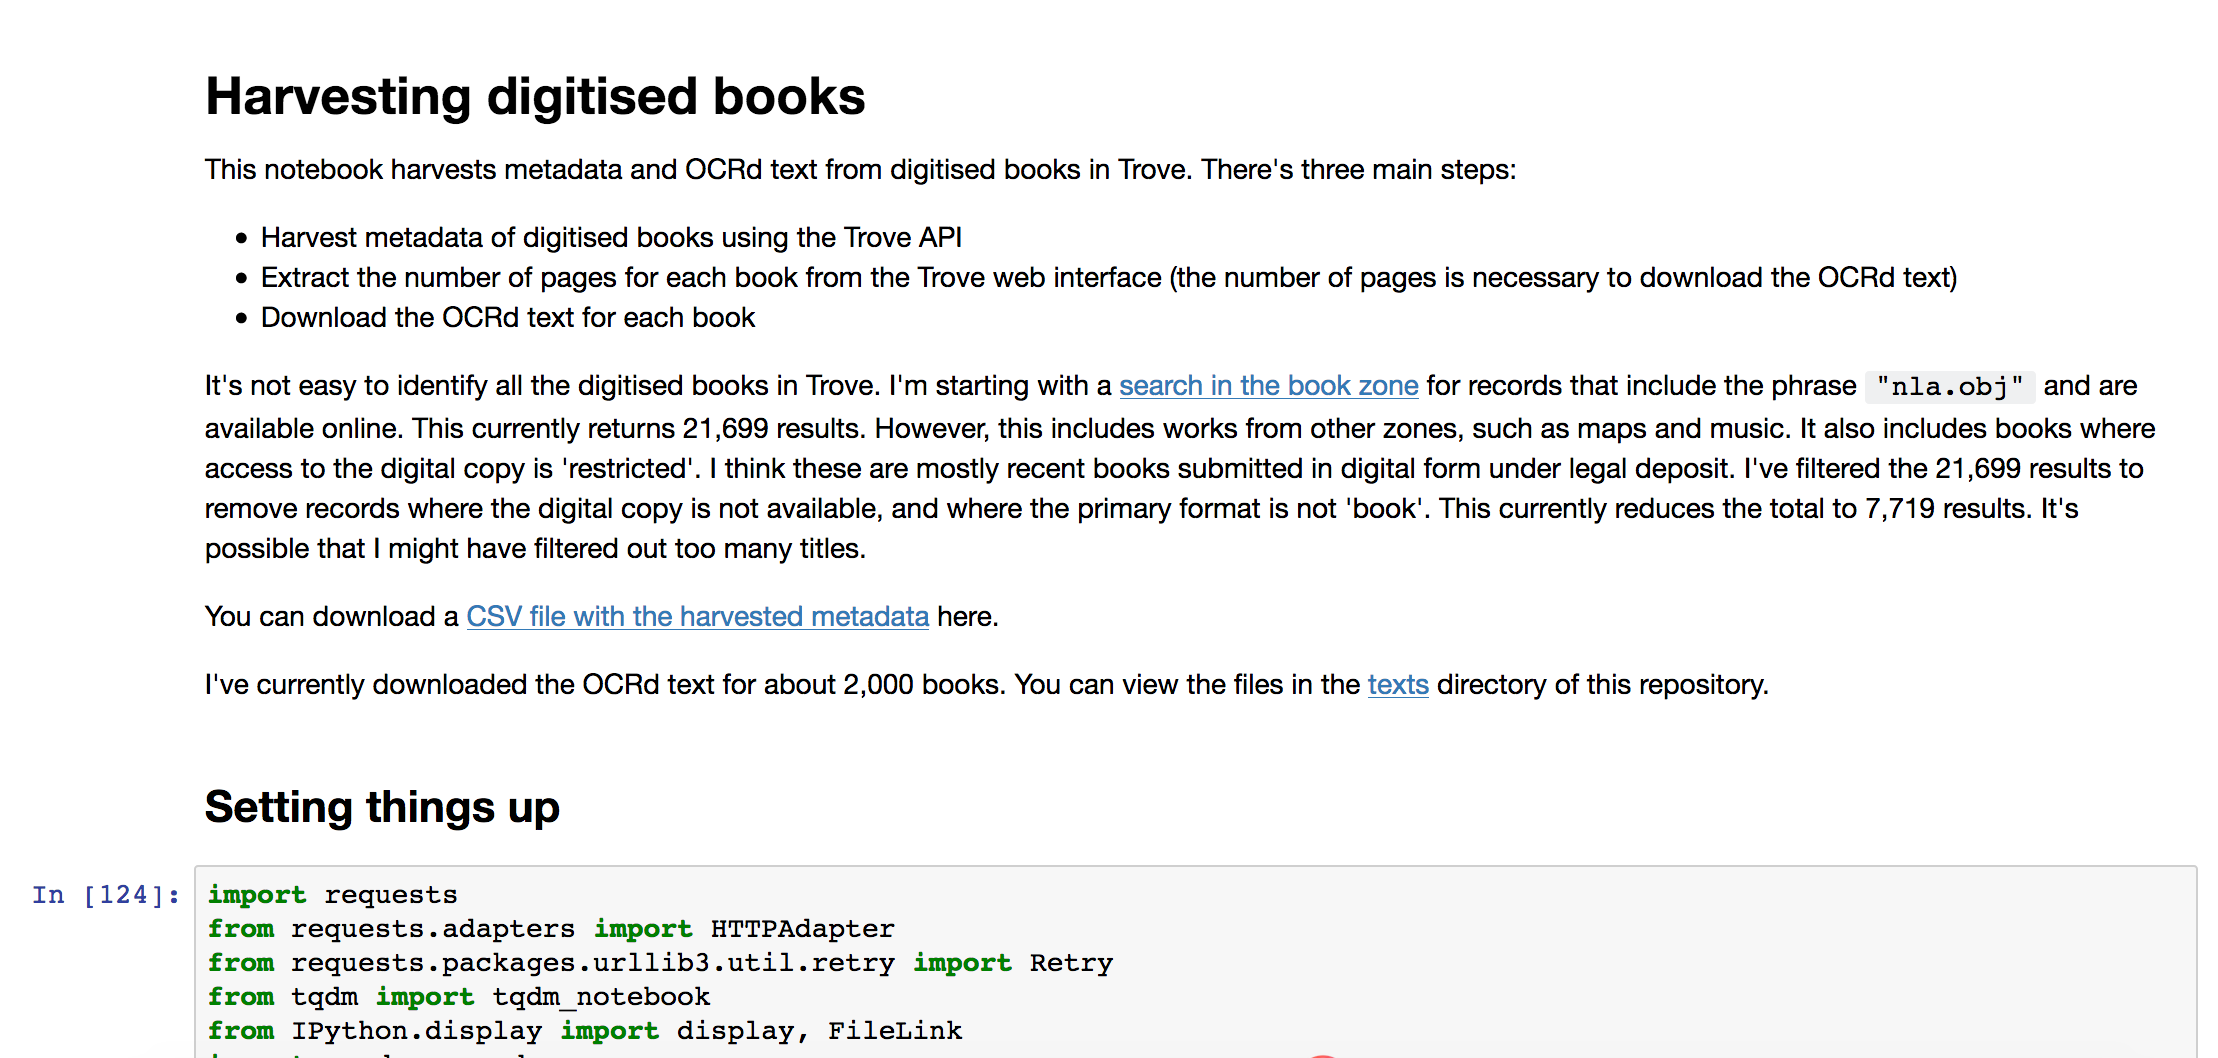 Harvesting digitised books
This notebook harvests metadata and OCRd text from digitised books in Trove. There's three main steps:
• Harvest metadata of digitised books using the Trove API
• Extract the number of pages for each book from the Trove web interface (the number of pages is necessary to download the OCRd text)
• Download the OCRd text for each book
It's not easy to identify all the digitised books in Trove. I'm starting with a search in the book zone for records that include the phrase "nla.obj" and are
available online. This currently returns 21,699 results. However, this includes works from other zones, such as maps and music. It also includes books where
access to the digital copy is 'restricted'. I think these are mostly recent books submitted in digital form under legal deposit. I've filtered the 21,699 results to
remove records where the digital copy is not available, and where the primary format is not 'book'. This currently reduces the total to 7,719 results. It's
possible that I might have filtered out too many titles.
You can download a CSV file with the harvested metadata here.
I've currently downloaded the OCRd text for about 2,000 books. You can view the files in the texts directory of this repository.
Setting things up
In [124]: import requests
from requests.adapters import HTTPAdapter
from requests.packages.urllib3.util.retry import Retry
from tqdm import tqdm_notebook
from IPython.display import display, FileLink